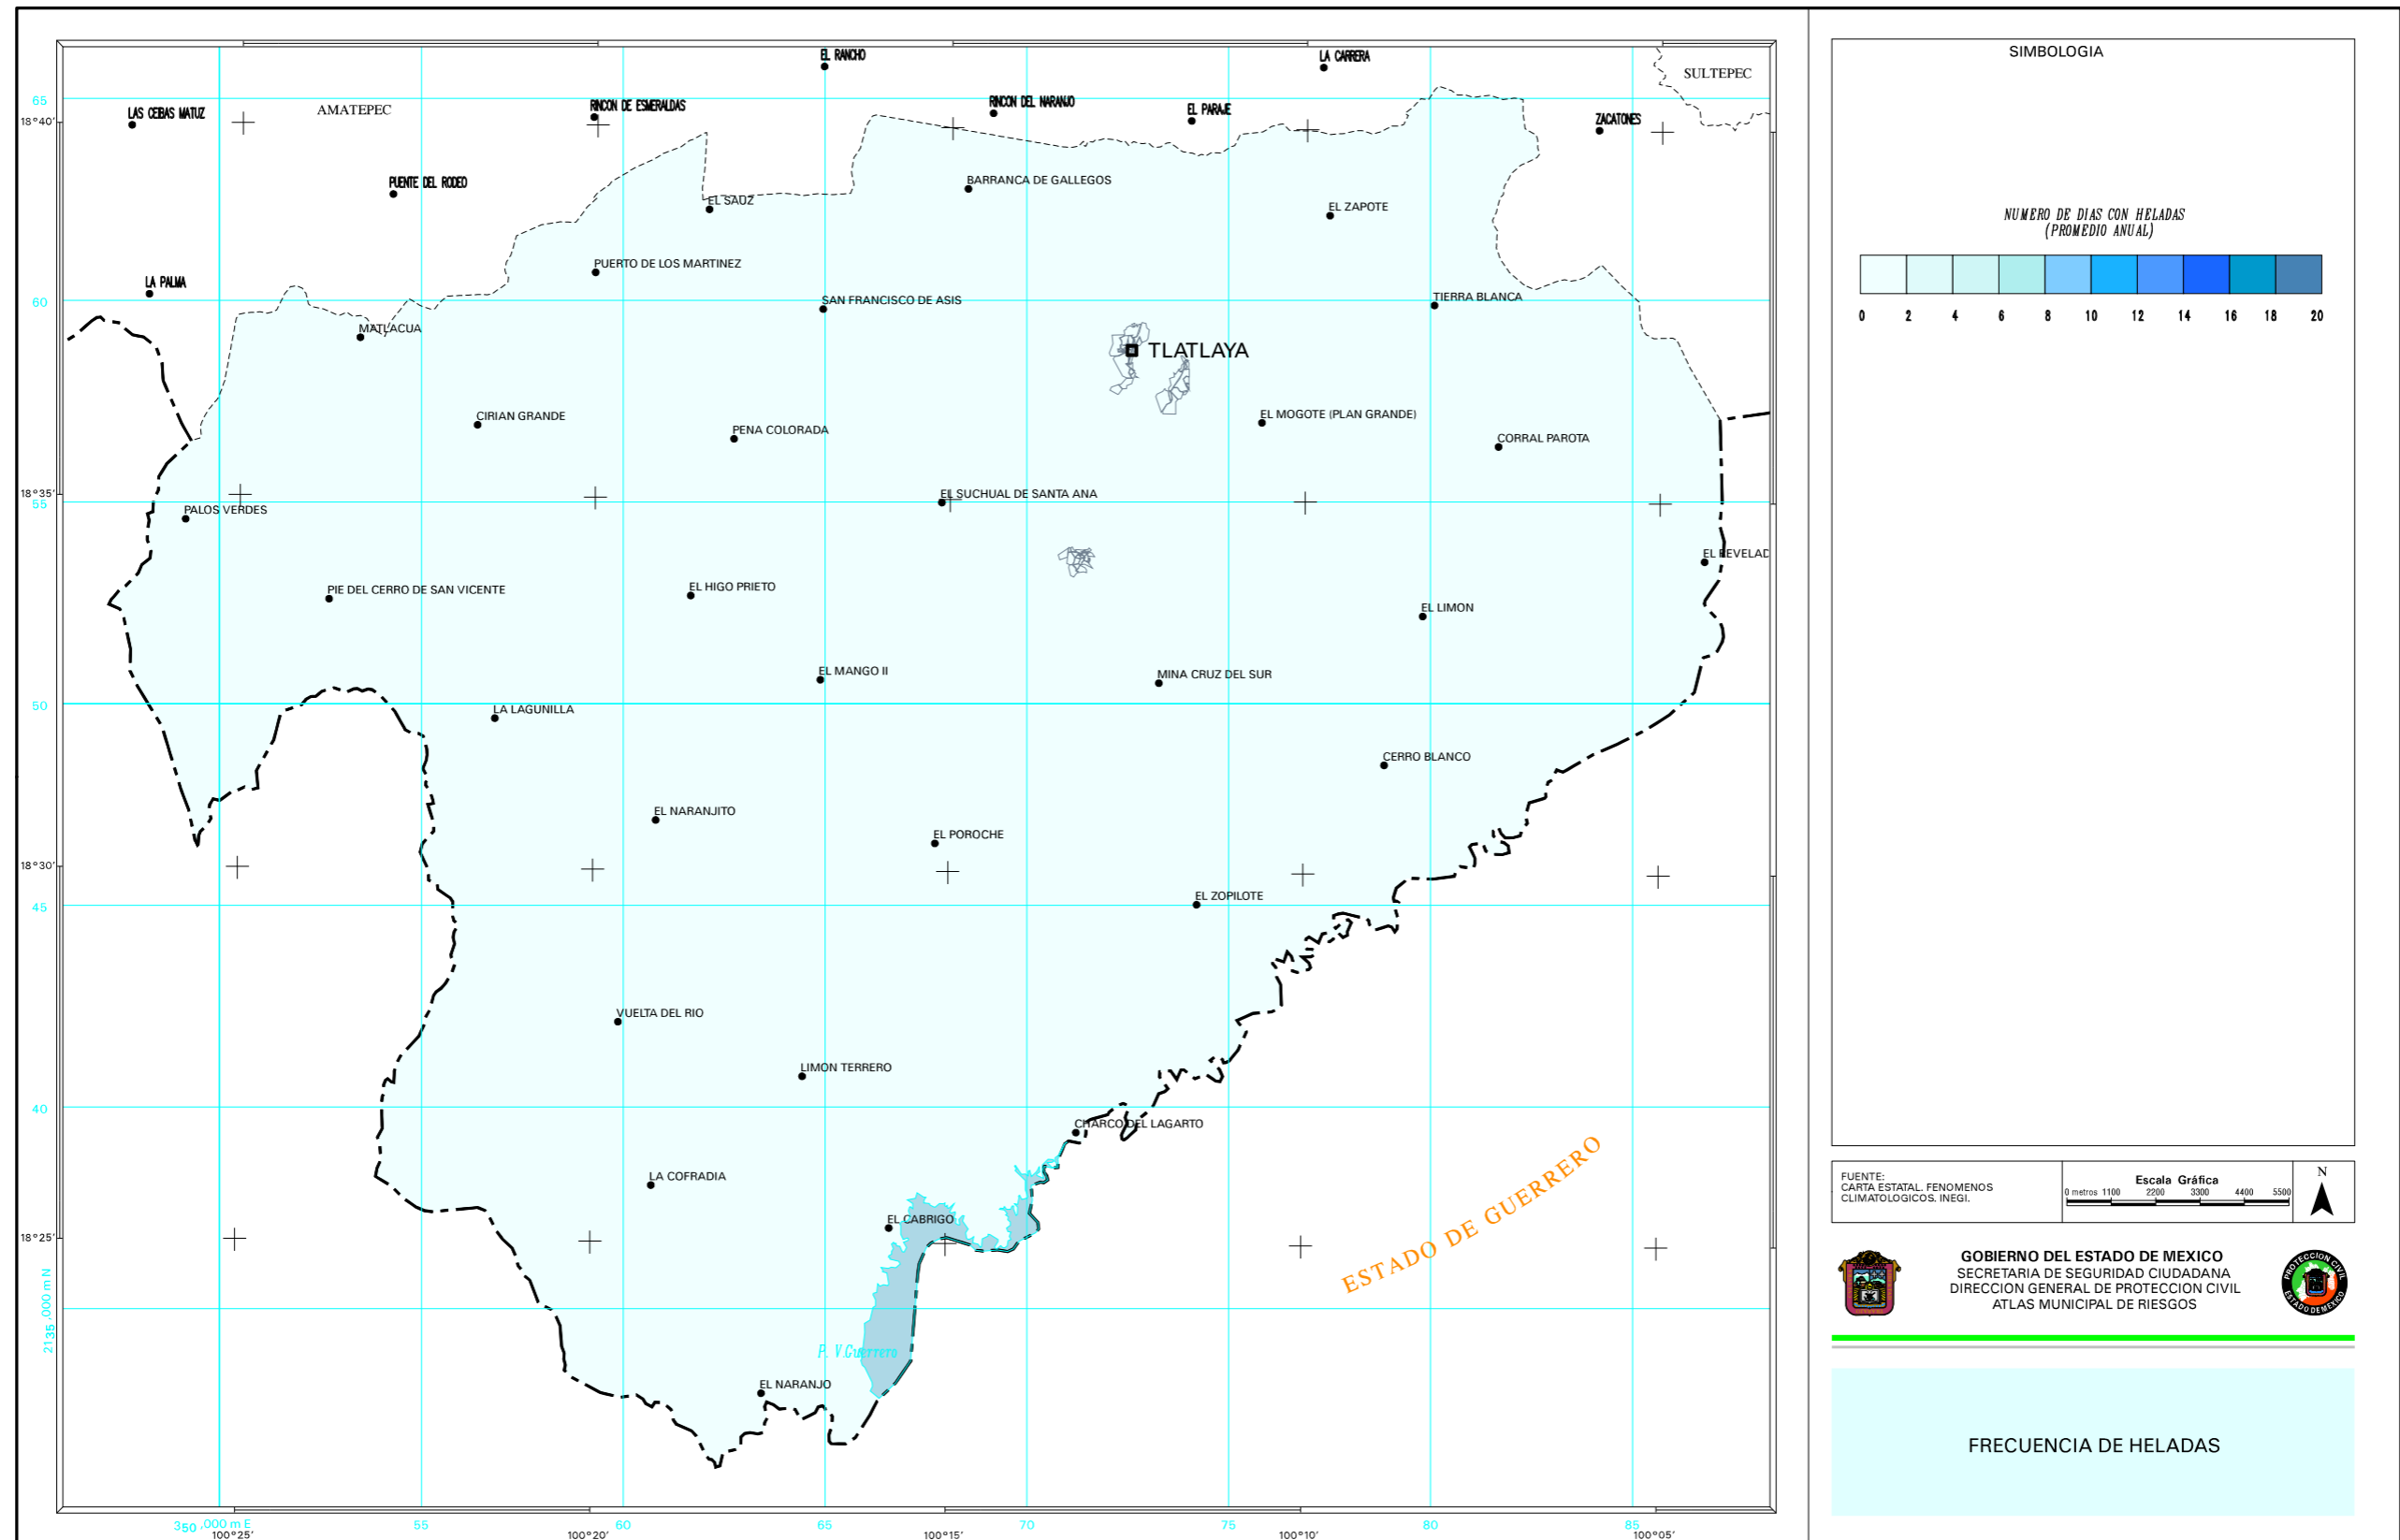 EL RANCHO
LA CARRERA
SULTEPEC
65
AMATEPEC
RINCON DE ESMERALDAS
RINCON DEL NARANJO
EL PARAJE
LAS CEIBAS MATUZ
ZACATONES
18°40'
PUENTE DEL RODEO
BARRANCA DE GALLEGOS
EL SAUZ
EL ZAPOTE
PUERTO DE LOS MARTINEZ
LA PALMA
60
SAN FRANCISCO DE ASIS
TIERRA BLANCA
MATLACUA
TLATLAYA
CIRIAN GRANDE
PENA COLORADA
EL MOGOTE (PLAN GRANDE)
CORRAL PAROTA
18°35'
55
EL SUCHUAL DE SANTA ANA
PALOS VERDES
EL REVELAD
PIE DEL CERRO DE SAN VICENTE
EL HIGO PRIETO
EL LIMON
EL MANGO II
MINA CRUZ DEL SUR
50
LA LAGUNILLA
CERRO BLANCO
EL NARANJITO
EL POROCHE
18°30'
45
EL ZOPILOTE
VUELTA DEL RIO
LIMON TERRERO
40
CHARCO DEL LAGARTO
LA COFRADIA
EL CABRIGO
ESTADO DE GUERRERO
18°25'
2135,000 m N
P. V.Guerrero
EL NARANJO
350,000 m E
55
60
65
70
75
80
85
100°25'
100°20'
100°15'
100°10'
100°05'
SIMBOLOGIA
NUMERO DE DIAS CON HELADAS
(PROMEDIO ANUAL)
0 2 4 6 8 10 12 14 16 18 20
FUENTE:
CARTA ESTATAL. FENOMENOS
CLIMATOLOGICOS. INEGI.
Escala Gráfica
0 metros 1100 2200 3300 4400 5500
N
GOBIERNO DEL ESTADO DE MEXICO
SECRETARIA DE SEGURIDAD CIUDADANA
DIRECCION GENERAL DE PROTECCION CIVIL
ATLAS MUNICIPAL DE RIESGOS
PROTECCION CIVIL
ESTADO DE MEXICO
FRECUENCIA DE HELADAS